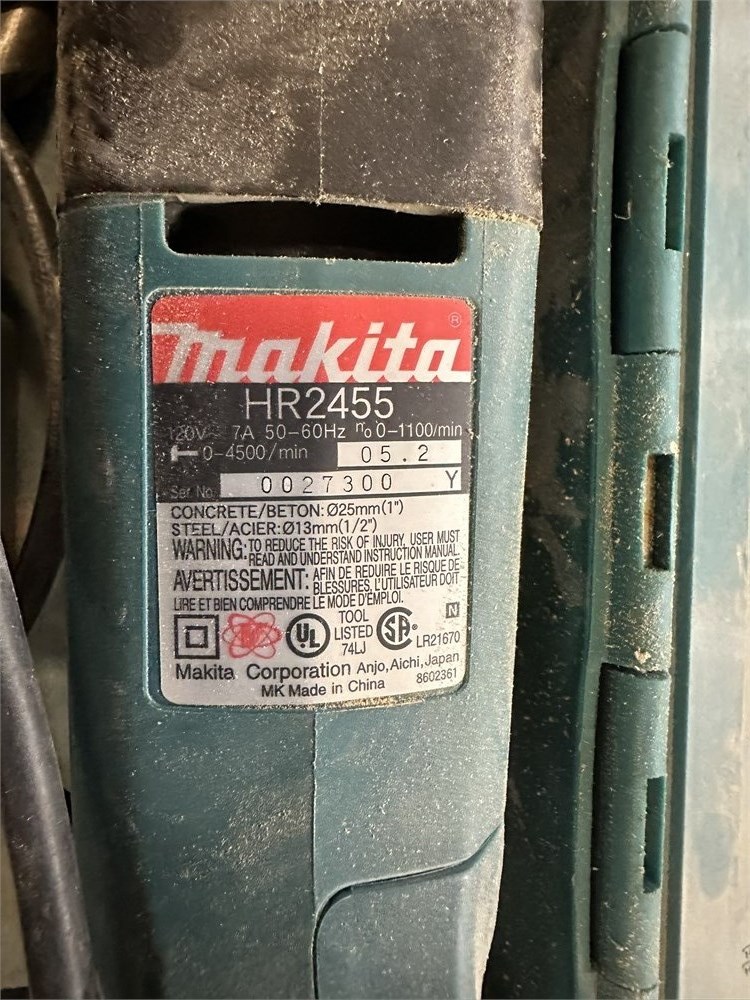 makita®
HR2455
120V~ 7A 50–60Hz n₀ 0–1100/min
0–4500/min 05.2
Ser No. 0027300 Y
CONCRETE/BETON: Ø25mm(1")
STEEL/ACIER: Ø13mm(1/2")
WARNING: TO REDUCE THE RISK OF INJURY, USER MUST
READ AND UNDERSTAND INSTRUCTION MANUAL.
AVERTISSEMENT: AFIN DE REDUIRE LE RISQUE DE
BLESSURES, L'UTILISATEUR DOIT
LIRE ET BIEN COMPRENDRE LE MODE D'EMPLOI.
UL TOOL LISTED 74LJ SA® N LR21670
Makita Corporation Anjo, Aichi, Japan
MK Made in China 8602361